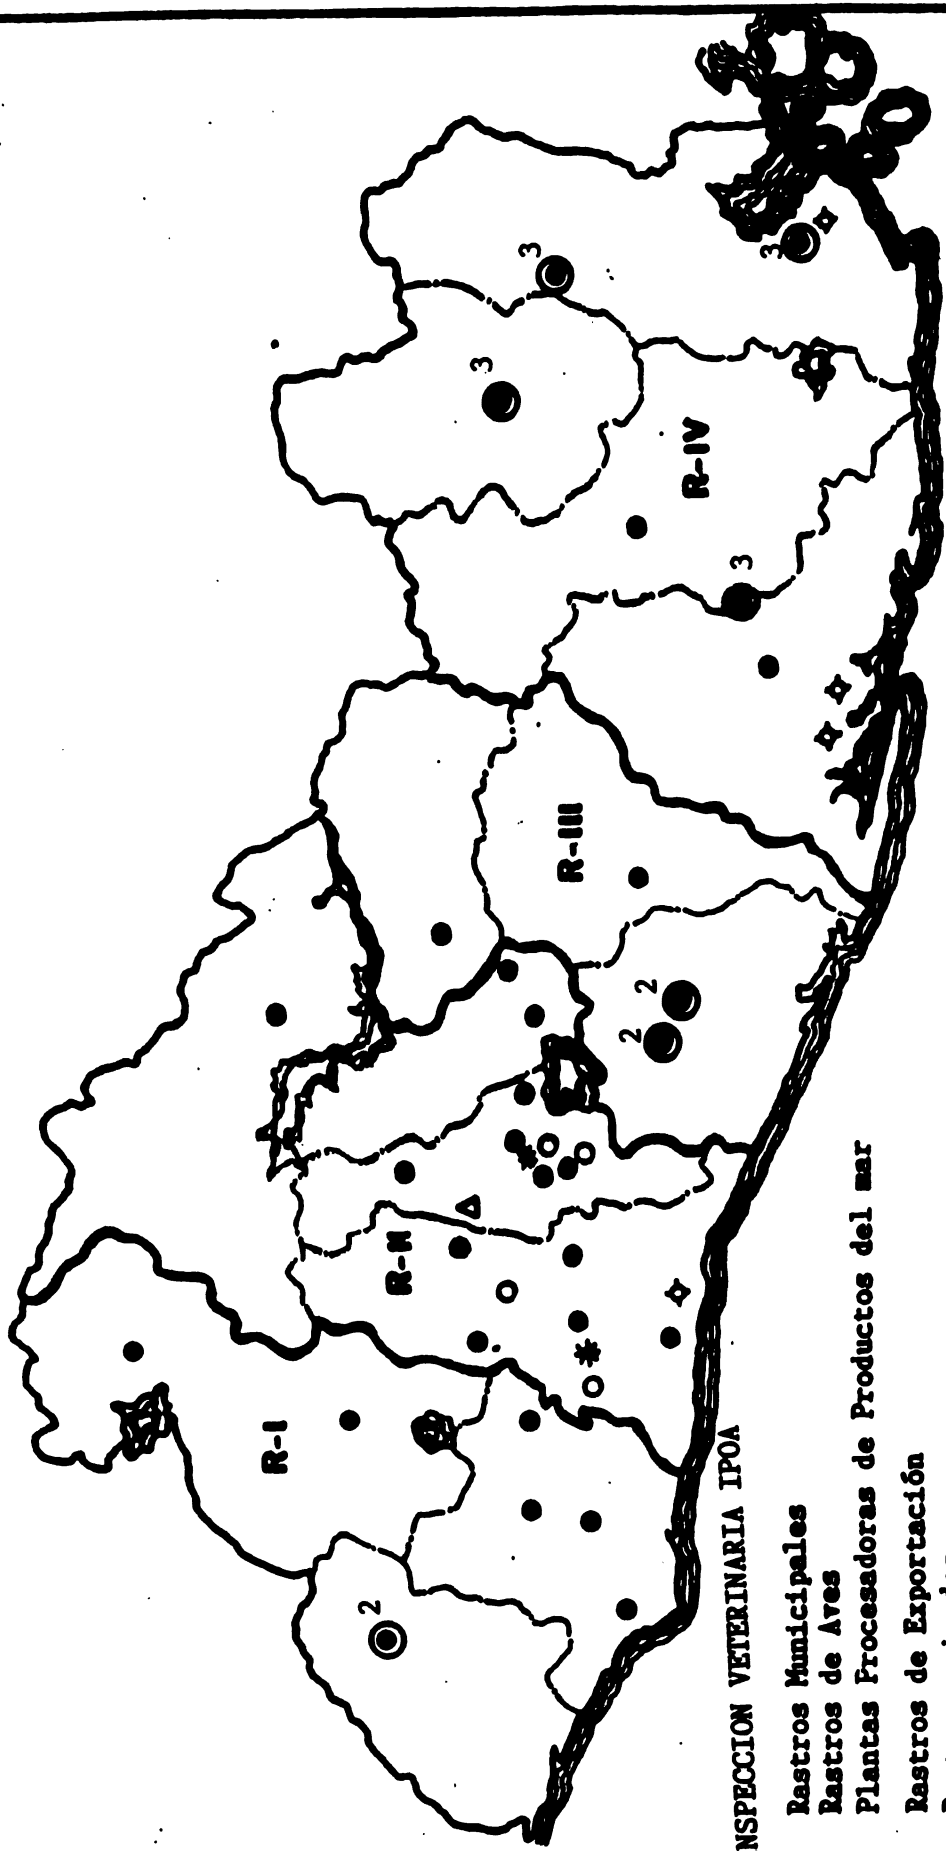 3
3
3
R-IV
3
R-III
2
2
R-II
R-I
2
NSPECCION VETERINARIA IPOA
Rastros Municipales
Rastros de Aves
Plantas Procesadoras de Productos del mar
Rastros de Exportación